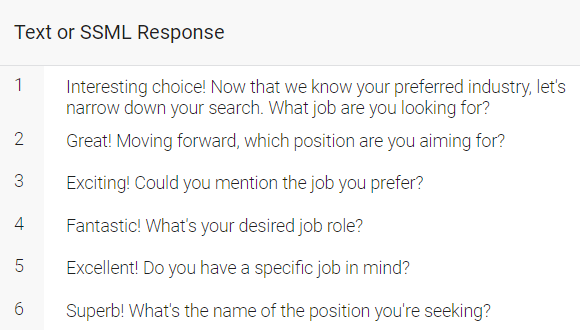 Text or SSML Response
1 Interesting choice! Now that we know your preferred industry, let's
narrow down your search. What job are you looking for?
2 Great! Moving forward, which position are you aiming for?
3 Exciting! Could you mention the job you prefer?
4 Fantastic! What's your desired job role?
5 Excellent! Do you have a specific job in mind?
6 Superb! What's the name of the position you're seeking?